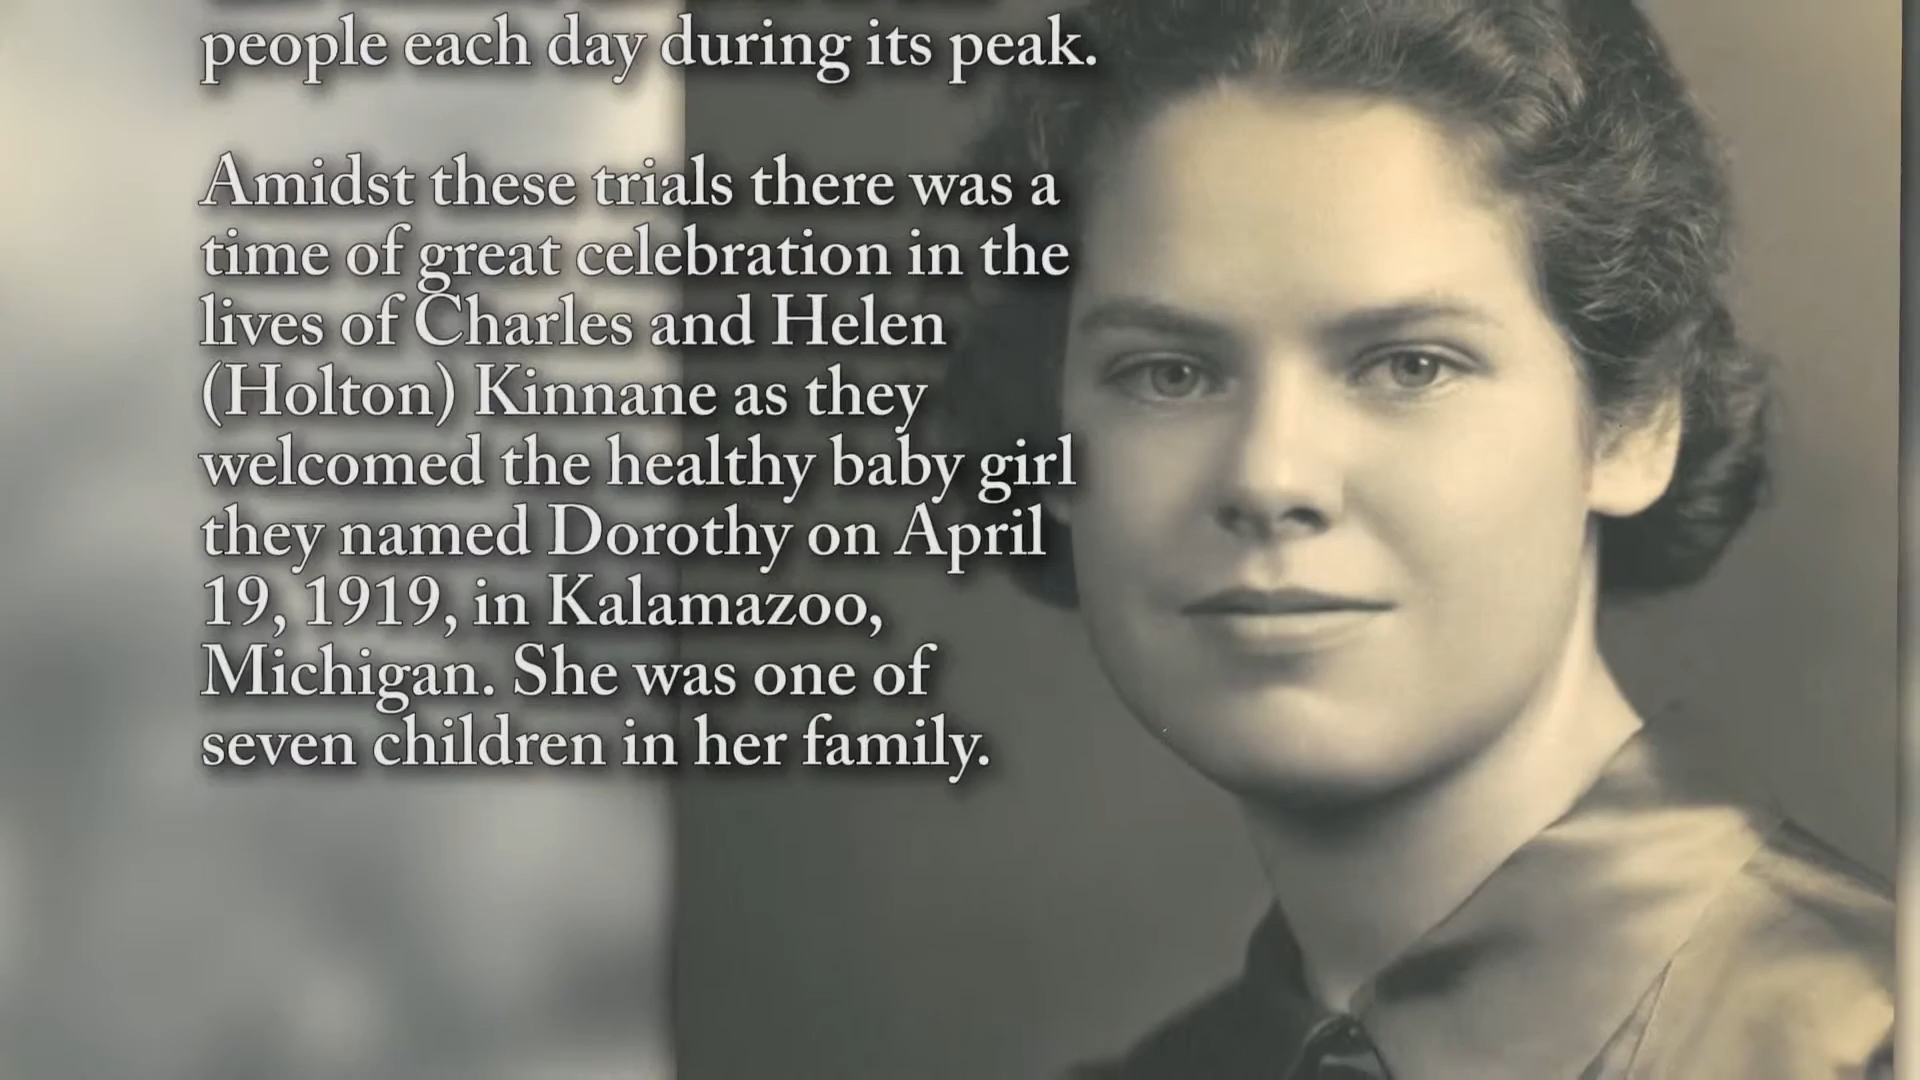 people each day during its peak.
Amidst these trials there was a
time of great celebration in the
lives of Charles and Helen
(Holton) Kinnane as they
welcomed the healthy baby girl
they named Dorothy on April
19, 1919, in Kalamazoo,
Michigan. She was one of
seven children in her family.